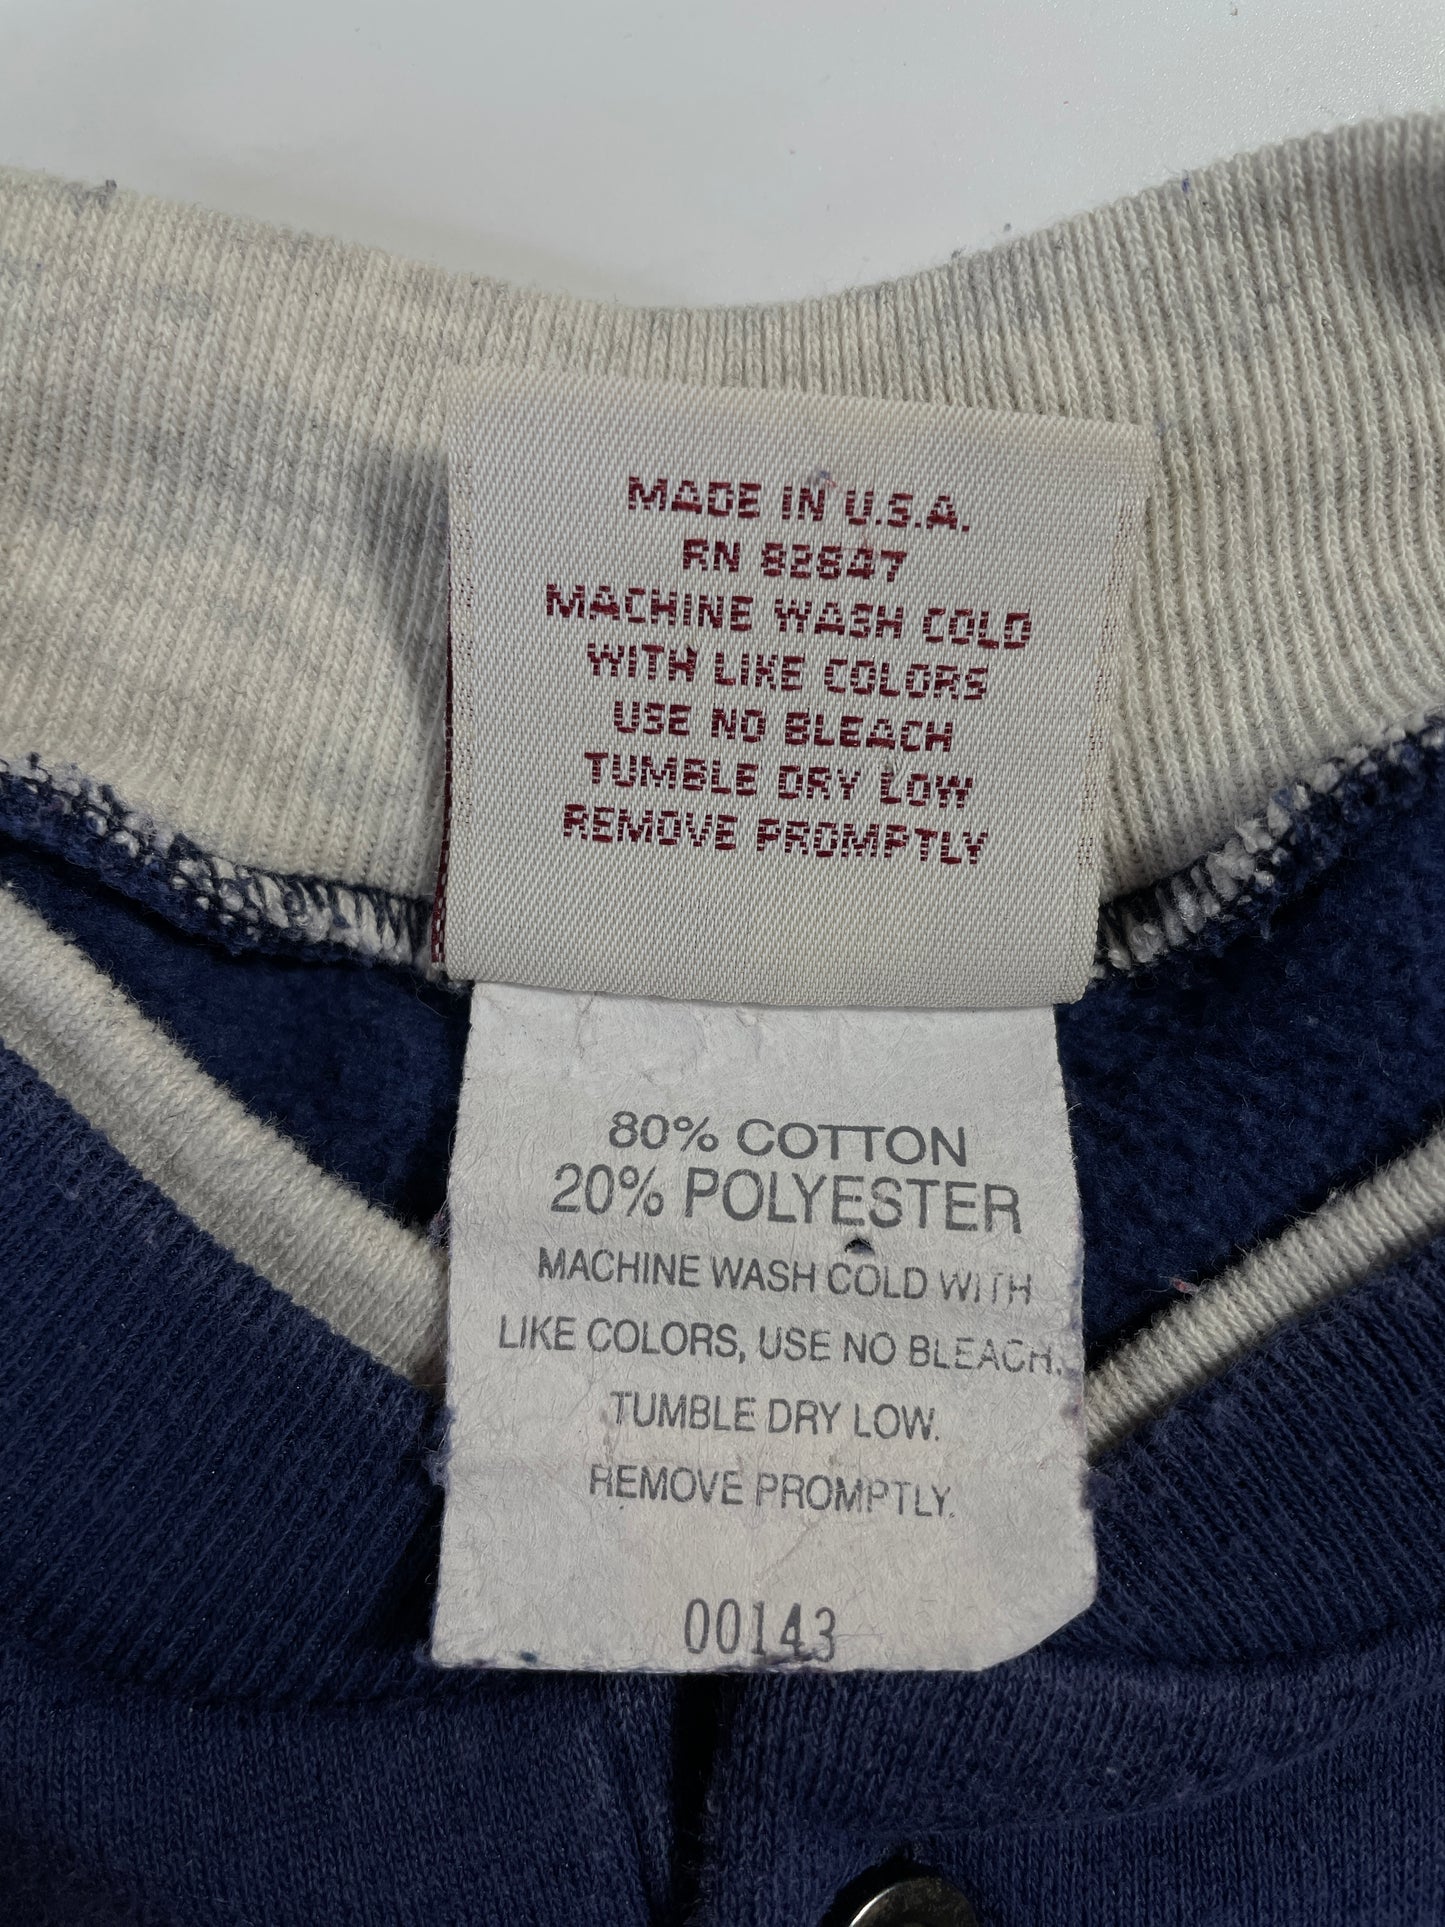 MADE IN U.S.A.
RN 82647
MACHINE WASH COLD
WITH LIKE COLORS
USE NO BLEACH
TUMBLE DRY LOW
REMOVE PROMPTLY
80% COTTON
20% POLYESTER
MACHINE WASH COLD WITH
LIKE COLORS, USE NO BLEACH.
TUMBLE DRY LOW.
REMOVE PROMPTLY.
00143